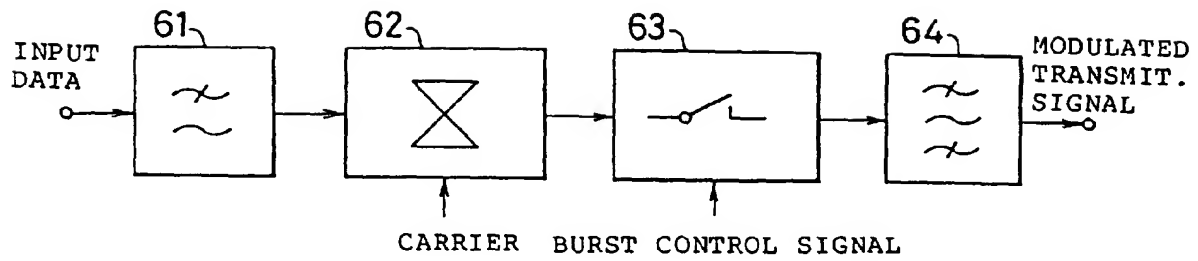 61
62
63
64
INPUT
DATA
MODULATED
TRANSMIT.
SIGNAL
CARRIER
BURST CONTROL SIGNAL